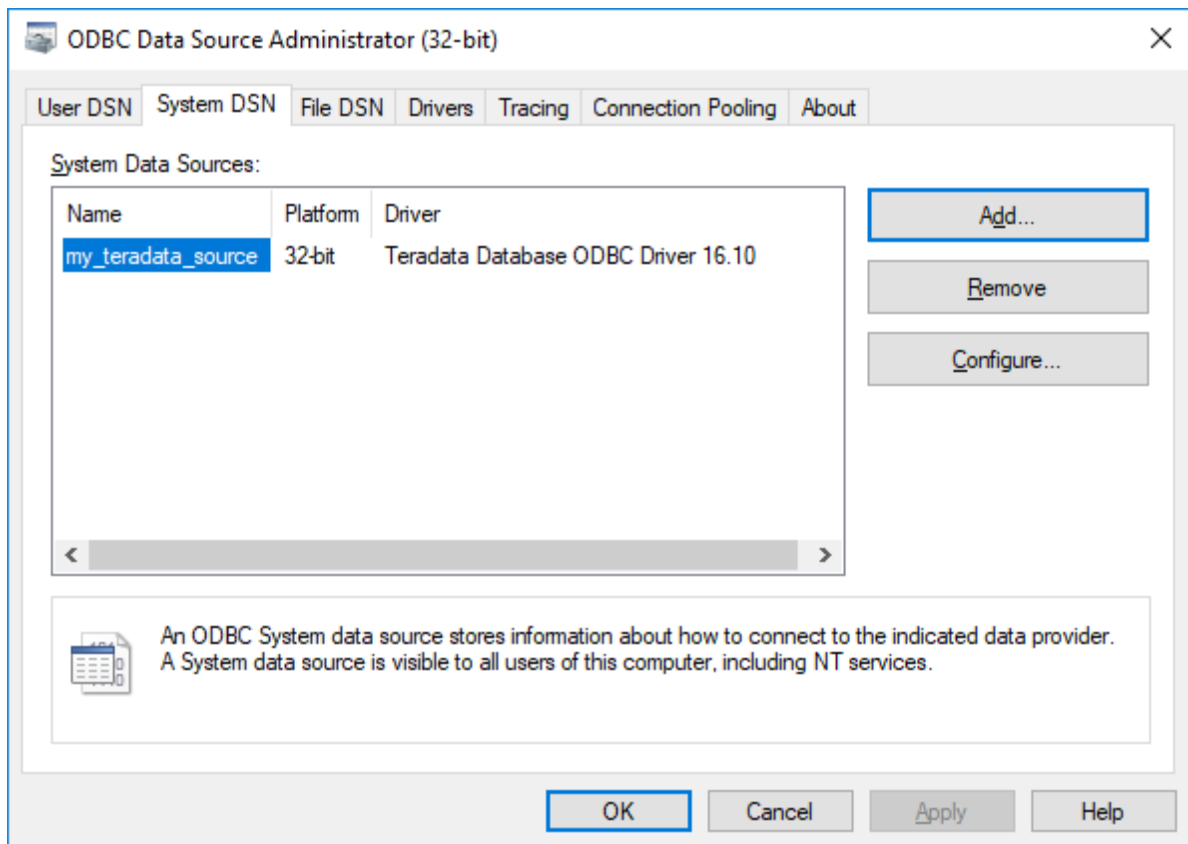 ODBC Data Source Administrator (32-bit)
User DSN System DSN File DSN Drivers Tracing Connection Pooling About
System Data Sources:
Name Platform Driver
my_teradata_source 32-bit Teradata Database ODBC Driver 16.10
Add...
Remove
Configure...
An ODBC System data source stores information about how to connect to the indicated data provider.
A System data source is visible to all users of this computer, including NT services.
OK Cancel Apply Help